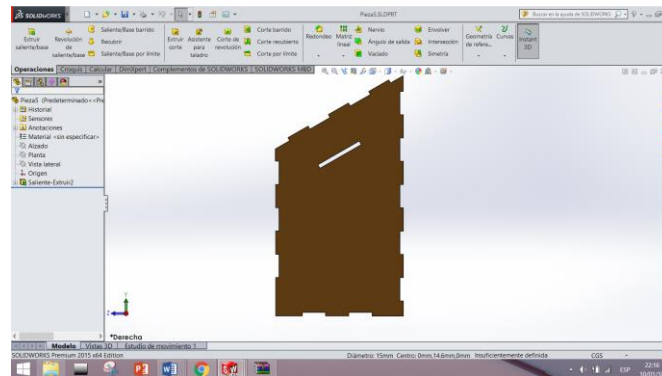 SOLIDWORKS
Pieza5.SLDPRT
Buscar en la ayuda de SOLIDWORKS
Extruir saliente/base
Revolución de saliente/base
Saliente/Base barrido
Recubrir
Saliente/Base por límite
Extruir corte
Asistente para taladro
Corte de revolución
Corte barrido
Corte recubierto
Corte por límite
Redondeo
Matriz lineal
Nervio
Ángulo de salida
Vaciado
Envolver
Intersección
Simetría
Geometría de refere...
Curvas
Instant 3D
Operaciones Croquis Calcular DimXpert Complementos de SOLIDWORKS SOLIDWORKS MBD
Pieza5 (Predeterminado<<Pre
Historial
Sensores
Anotaciones
Material <sin especificar>
Alzado
Planta
Vista lateral
Origen
Saliente-Extruir2
Y
Z
*Derecha
Modelo Vistas 3D Estudio de movimiento 1
SOLIDWORKS Premium 2015 x64 Edition
Diámetro: 15mm Centro: 0mm,14.6mm,0mm Insuficientemente definida CGS
ESP
22:16